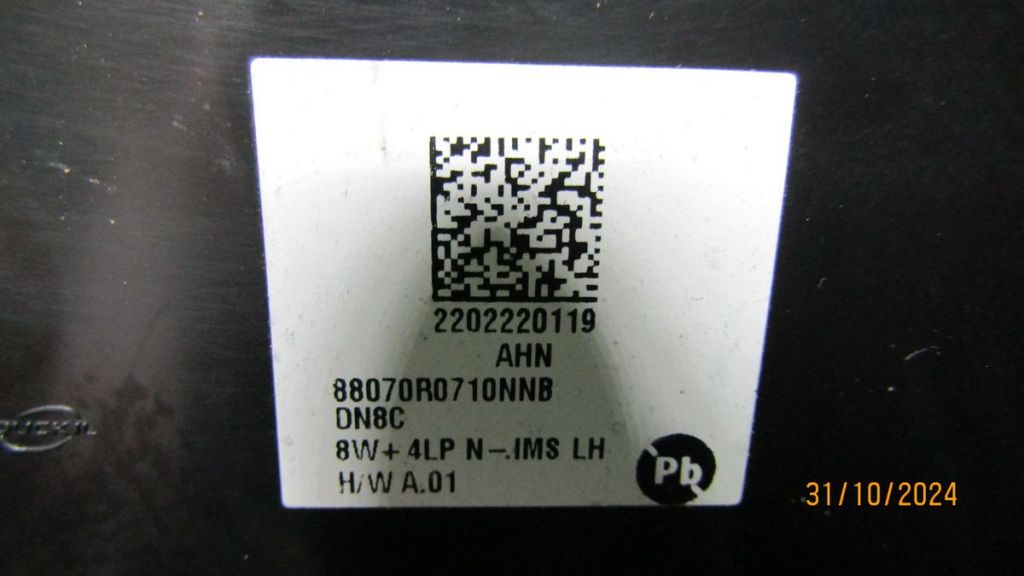 2202220119
AHN
88070R0710NNB
DN8C
8W+ 4LP N-.IMS LH
H/W A.01
Pb
31/10/2024